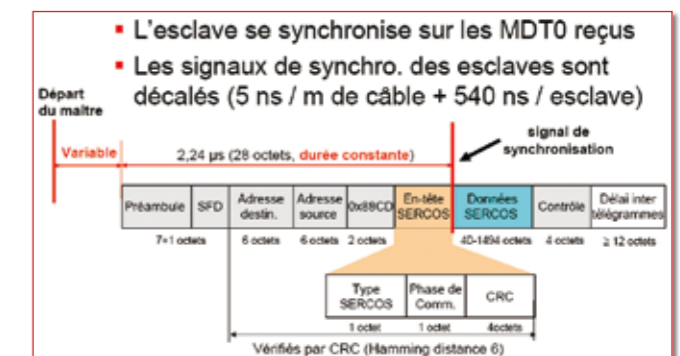 ▪ L'esclave se synchronise sur les MDT0 reçus
▪ Les signaux de synchro. des esclaves sont
décalés (5 ns / m de câble + 540 ns / esclave)
Départ
du maître
signal de
synchronisation
Variable
2,24 µs (28 octets, durée constante)
Préambule SFD Adresse destin. Adresse source 0x88CD En-tête SERCOS Données SERCOS Contrôle Délai inter télégrammes
7+1 octets 6 octets 6 octets 2 octets 40-1494 octets 4 octets ≥ 12 octets
Type SERCOS Phase de Comm. CRC
1 octet 1 octet 4octets
Vérifiés par CRC (Hamming distance 6)